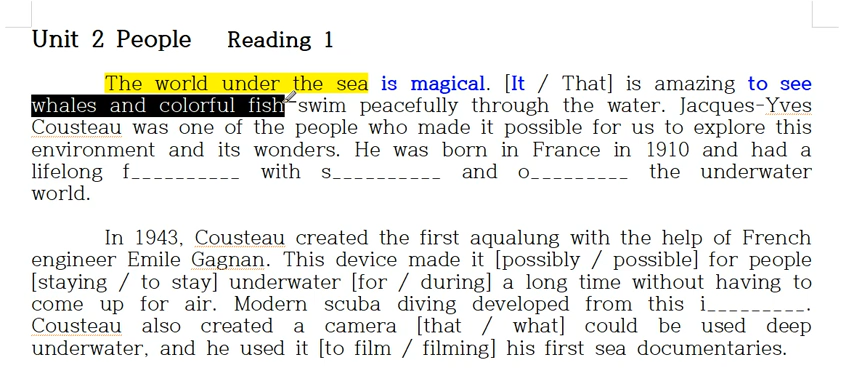 Unit 2 People Reading 1
The world under the sea is magical. [It / That] is amazing to see
whales and colorful fish swim peacefully through the water. Jacques-Yves
Cousteau was one of the people who made it possible for us to explore this
environment and its wonders. He was born in France in 1910 and had a
lifelong f__________ with s__________ and o_________ the underwater
world.
In 1943, Cousteau created the first aqualung with the help of French
engineer Emile Gagnan. This device made it [possibly / possible] for people
[staying / to stay] underwater [for / during] a long time without having to
come up for air. Modern scuba diving developed from this i_________.
Cousteau also created a camera [that / what] could be used deep
underwater, and he used it [to film / filming] his first sea documentaries.